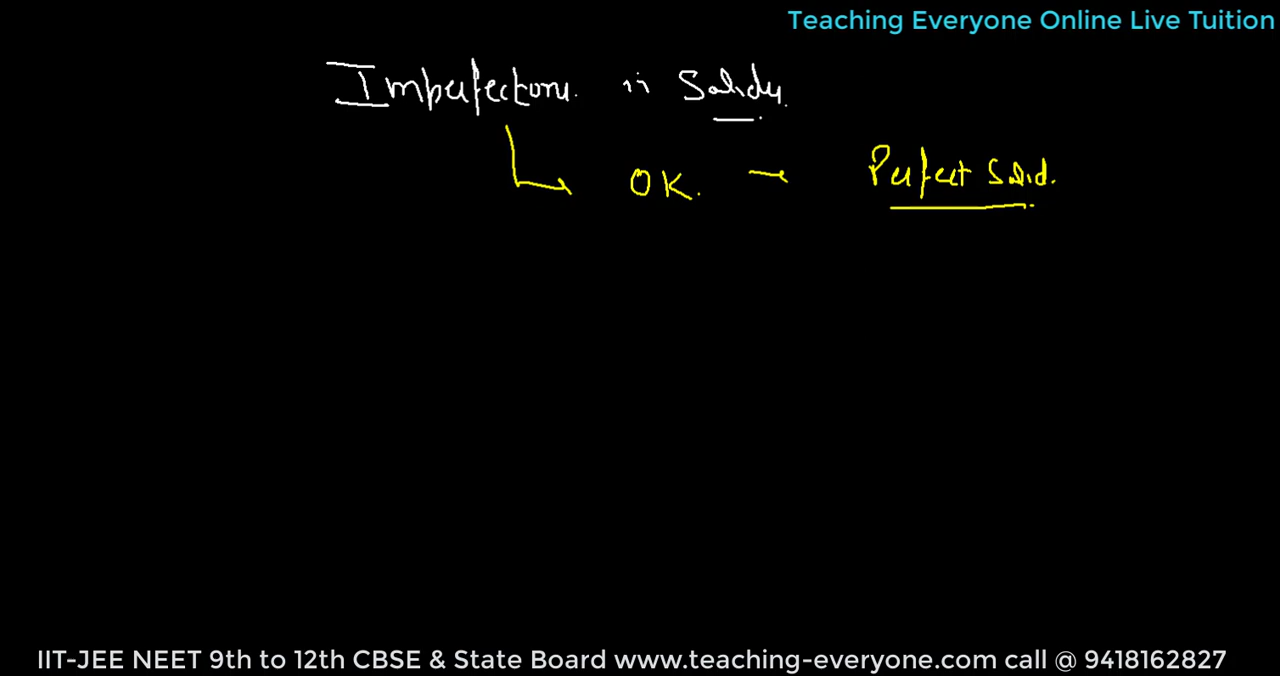 Teaching Everyone Online Live Tuition
Imperfections in Solids.
OK. → Perfect Solid.
IIT-JEE NEET 9th to 12th CBSE & State Board www.teaching-everyone.com call @ 9418162827